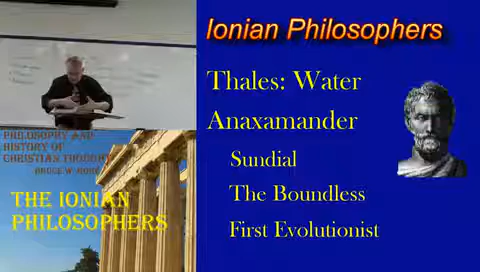 Ionian Philosophers
Thales: Water
Anaxamander
Sundial
The Boundless
First Evolutionist
Philosophy and
History of
Christian Thought
The Ionian
Philosophers